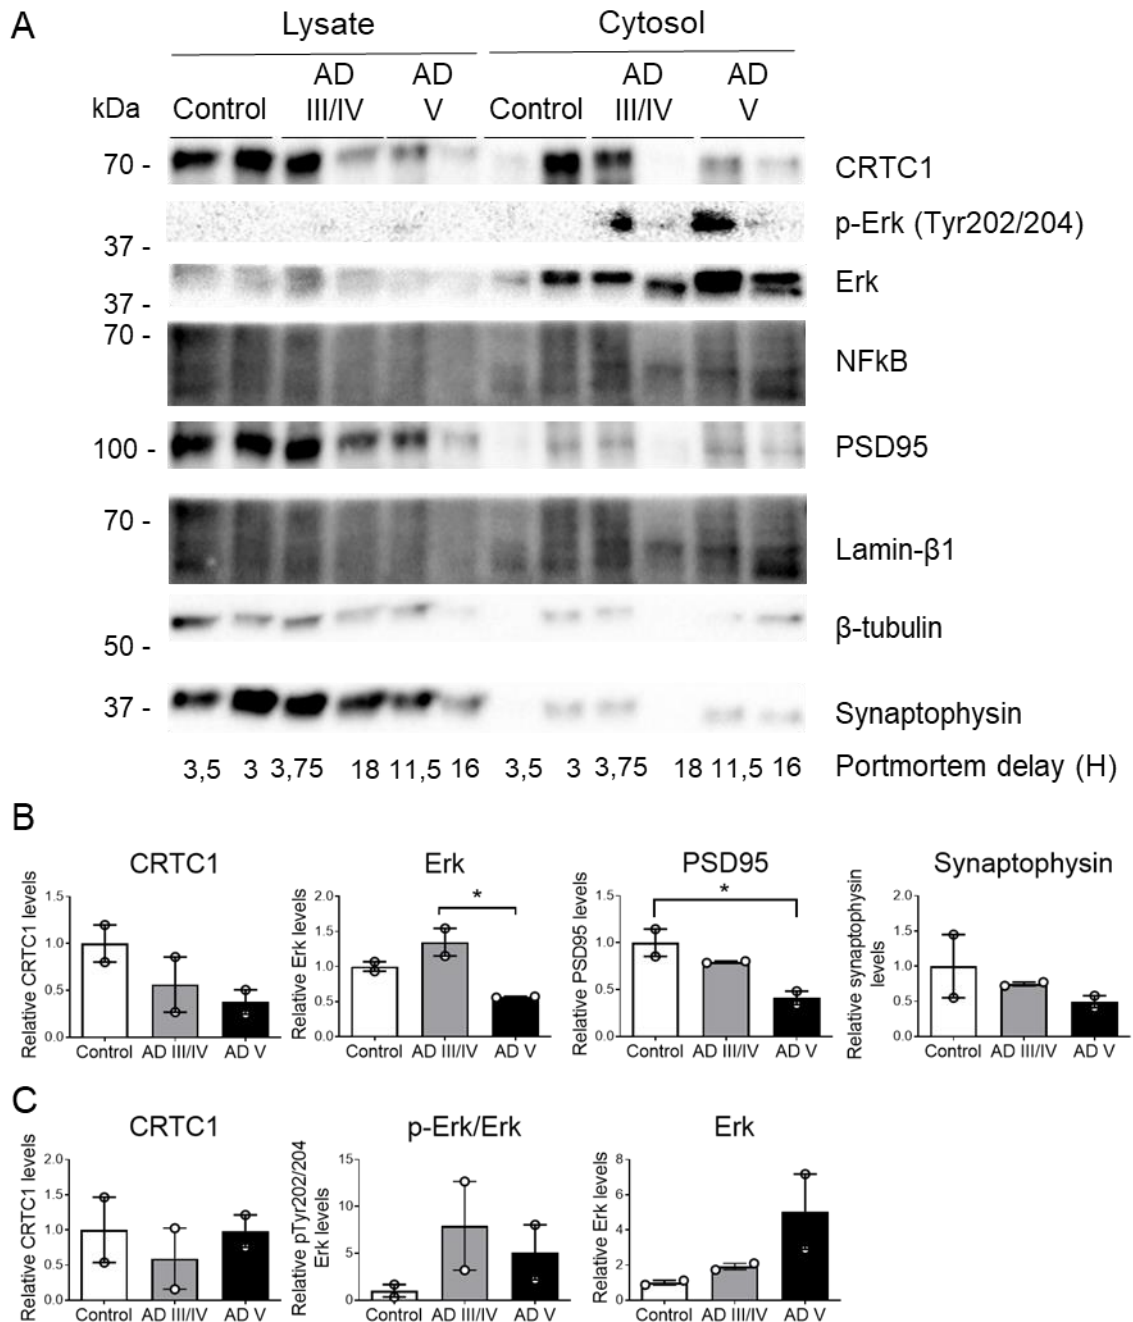 A
Lysate Cytosol
AD AD AD AD
kDa Control III/IV V Control III/IV V
70 - CRTC1
p-Erk (Tyr202/204)
37 -
Erk
37 -
70 -
NFkB
100 - PSD95
70 -
Lamin-β1
β-tubulin
50 -
37 - Synaptophysin
3,5 3 3,75 18 11,5 16 3,5 3 3,75 18 11,5 16 Portmortem delay (H)
B
CRTC1
Relative CRTC1 levels
1.5
1.0
0.5
0.0
Control AD III/IV AD V
Erk
Relative Erk levels
2.0
1.5
1.0
0.5
0.0
*
Control AD III/IV AD V
PSD95
Relative PSD95 levels
1.5
1.0
0.5
0.0
*
Control AD III/IV AD V
Synaptophysin
Relative synaptophysin
levels
2.0
1.5
1.0
0.5
0.0
Control AD III/IV AD V
C
CRTC1
Relative CRTC1 levels
2.0
1.5
1.0
0.5
0.0
Control AD III/IV AD V
p-Erk/Erk
Relative pTyr202/204
Erk levels
15
10
5
0
Control AD III/IV AD V
Erk
Relative Erk levels
8
6
4
2
0
Control AD III/IV AD V